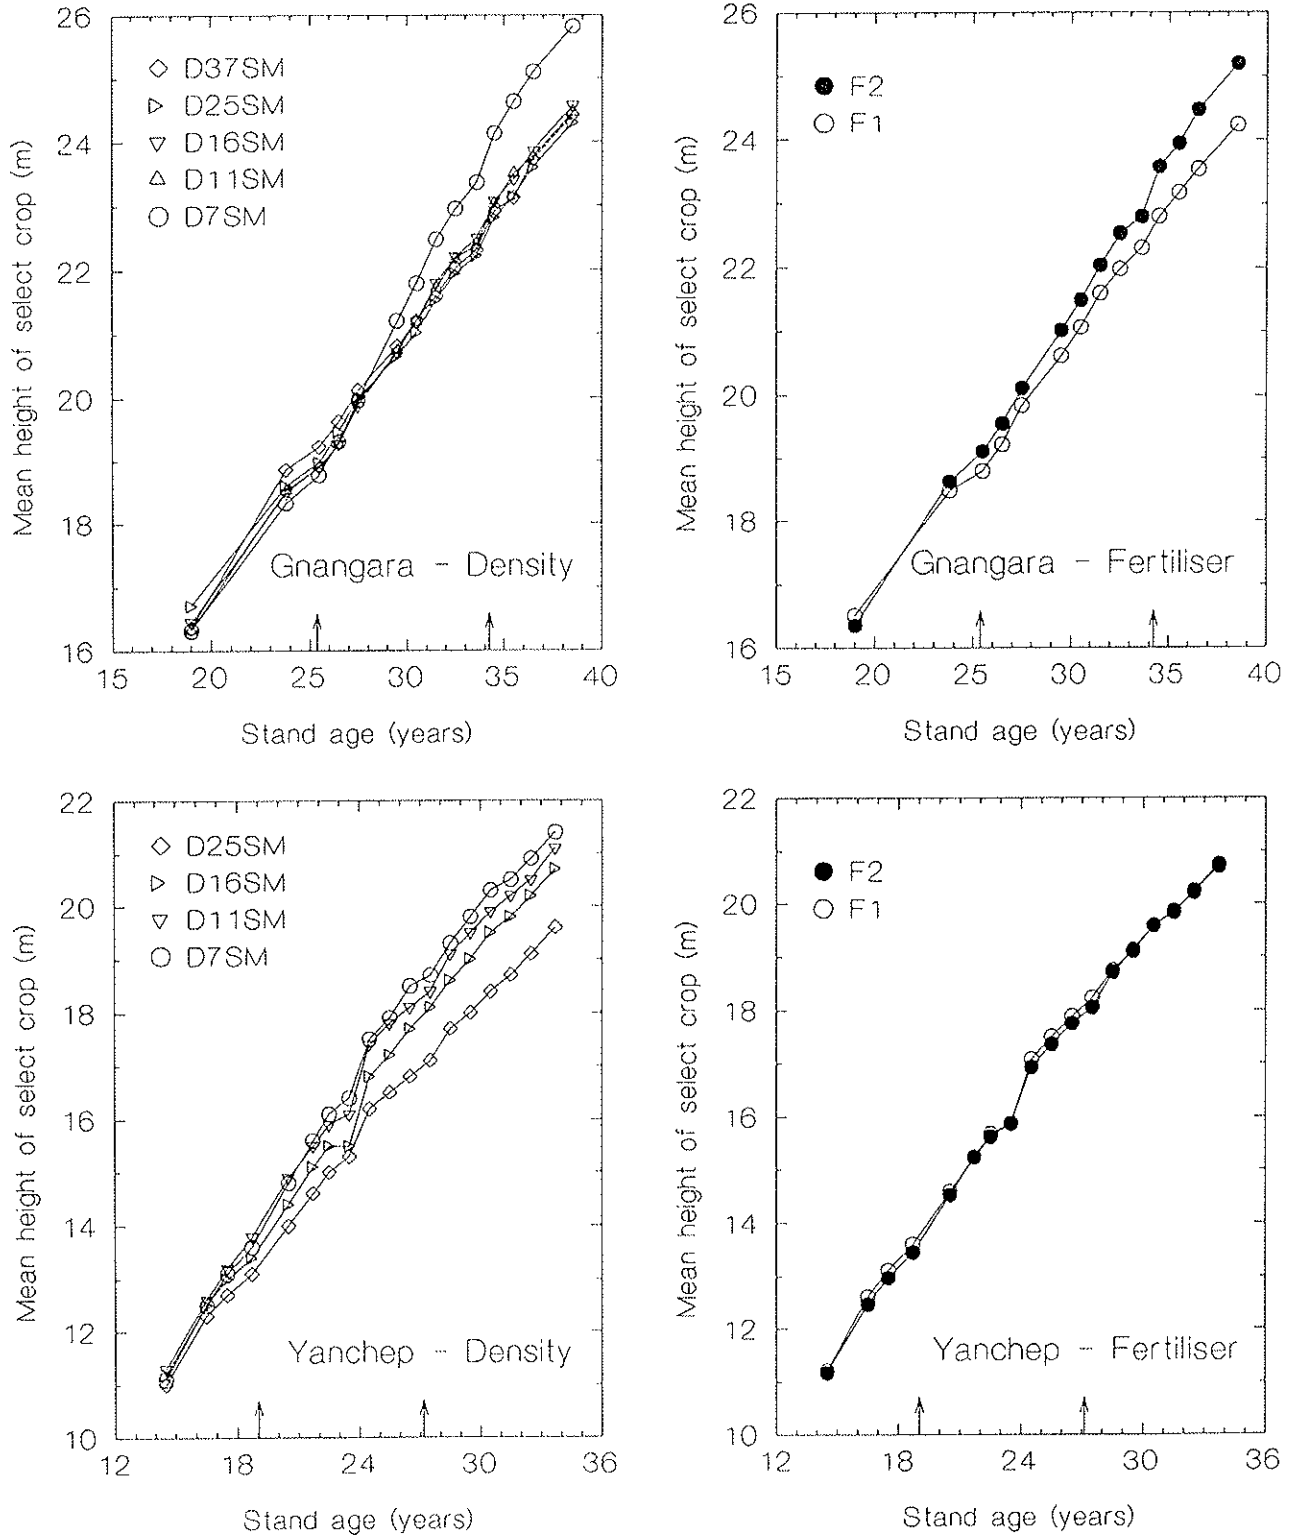 26
24
22
20
18
16
Mean height of select crop (m)
D37SM
D25SM
D16SM
D11SM
D7SM
Gnangara - Density
15 20 25 30 35 40
Stand age (years)
26
24
22
20
18
16
Mean height of select crop (m)
F2
F1
Gnangara - Fertiliser
15 20 25 30 35 40
Stand age (years)
22
20
18
16
14
12
10
Mean height of select crop (m)
D25SM
D16SM
D11SM
D7SM
Yanchep - Density
12 18 24 30 36
Stand age (years)
22
20
18
16
14
12
10
Mean height of select crop (m)
F2
F1
Yanchep - Fertiliser
12 18 24 30 36
Stand age (years)